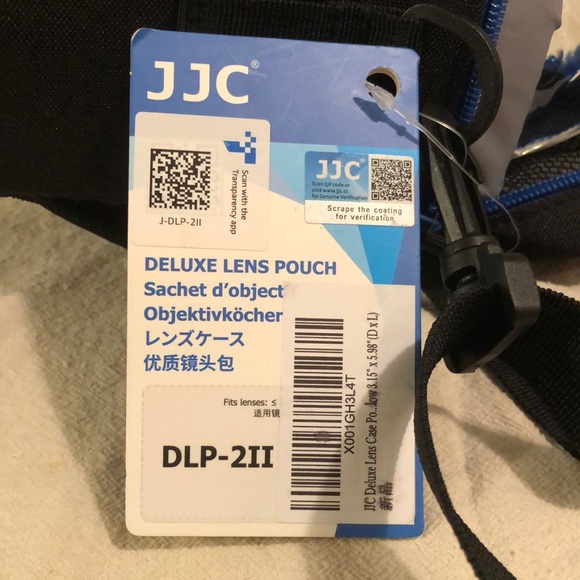 JJC®
Scan with the
Transparency app
J-DLP-2II
JJC
Scan QR code or
visit www.jjc.cc
for Genuine Verification
Scrape the coating
for verification
DELUXE LENS POUCH
Sachet d'object
Objektivköcher
レンズケース
优质镜头包
Fits lenses: ≤
适用镜
DLP-2II
X001GH3L4T
JJC Deluxe Lens Case Po...low 3.15" x 5.98"(D x L)
新品